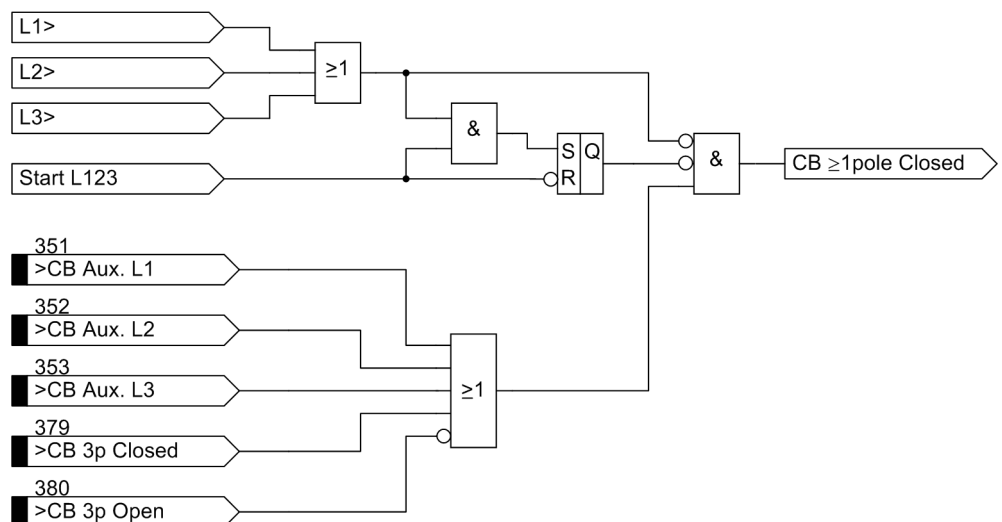 L1>
L2>
≥1
L3>
&
S Q
R
Start L123
&
CB ≥1pole Closed
351
>CB Aux. L1
352
>CB Aux. L2
353
>CB Aux. L3
≥1
379
>CB 3p Closed
380
>CB 3p Open